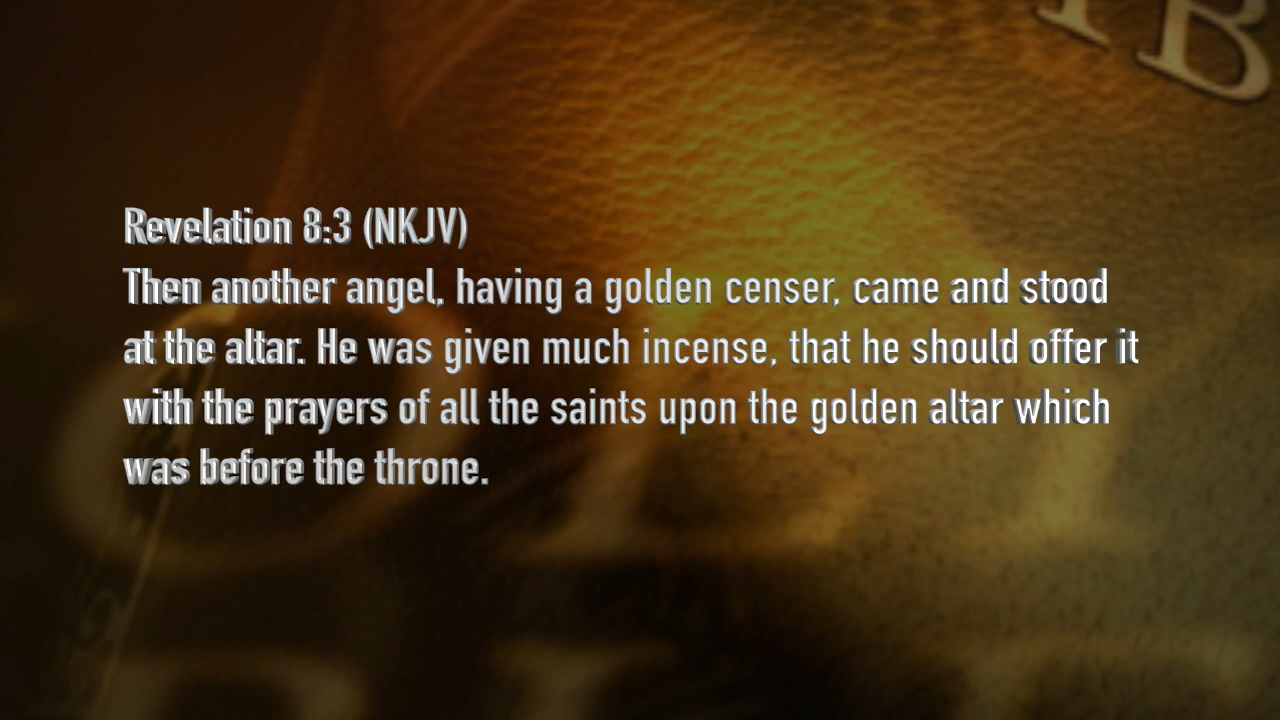 Revelation 8:3 (NKJV)
Then another angel, having a golden censer, came and stood
at the altar. He was given much incense, that he should offer it
with the prayers of all the saints upon the golden altar which
was before the throne.